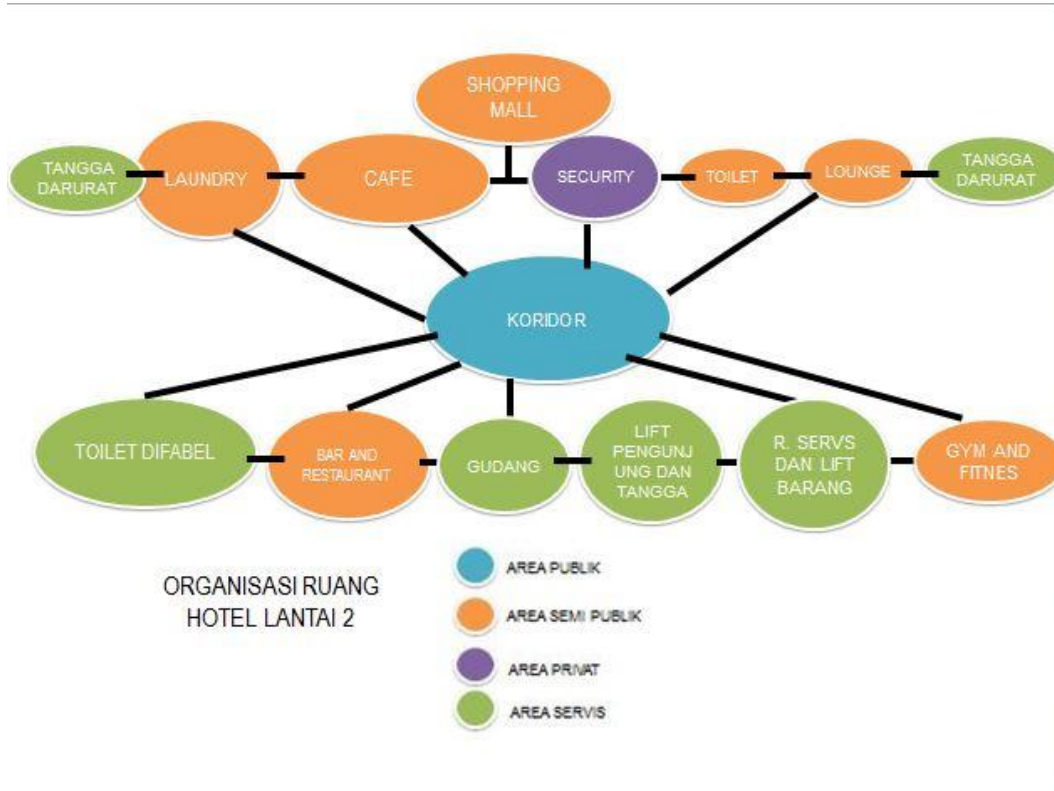 SHOPPING
MALL
TANGGA
DARURAT
LAUNDRY
CAFE
SECURITY
TOILET
LOUNGE
TANGGA
DARURAT
KORIDOR
TOILET DIFABEL
BAR AND
RESTAURANT
GUDANG
LIFT
PENGUNJ
UNG DAN
TANGGA
R. SERVS
DAN LIFT
BARANG
GYM AND
FITNES
ORGANISASI RUANG
HOTEL LANTAI 2
AREA PUBLIK
AREA SEMI PUBLIK
AREA PRIVAT
AREA SERVIS